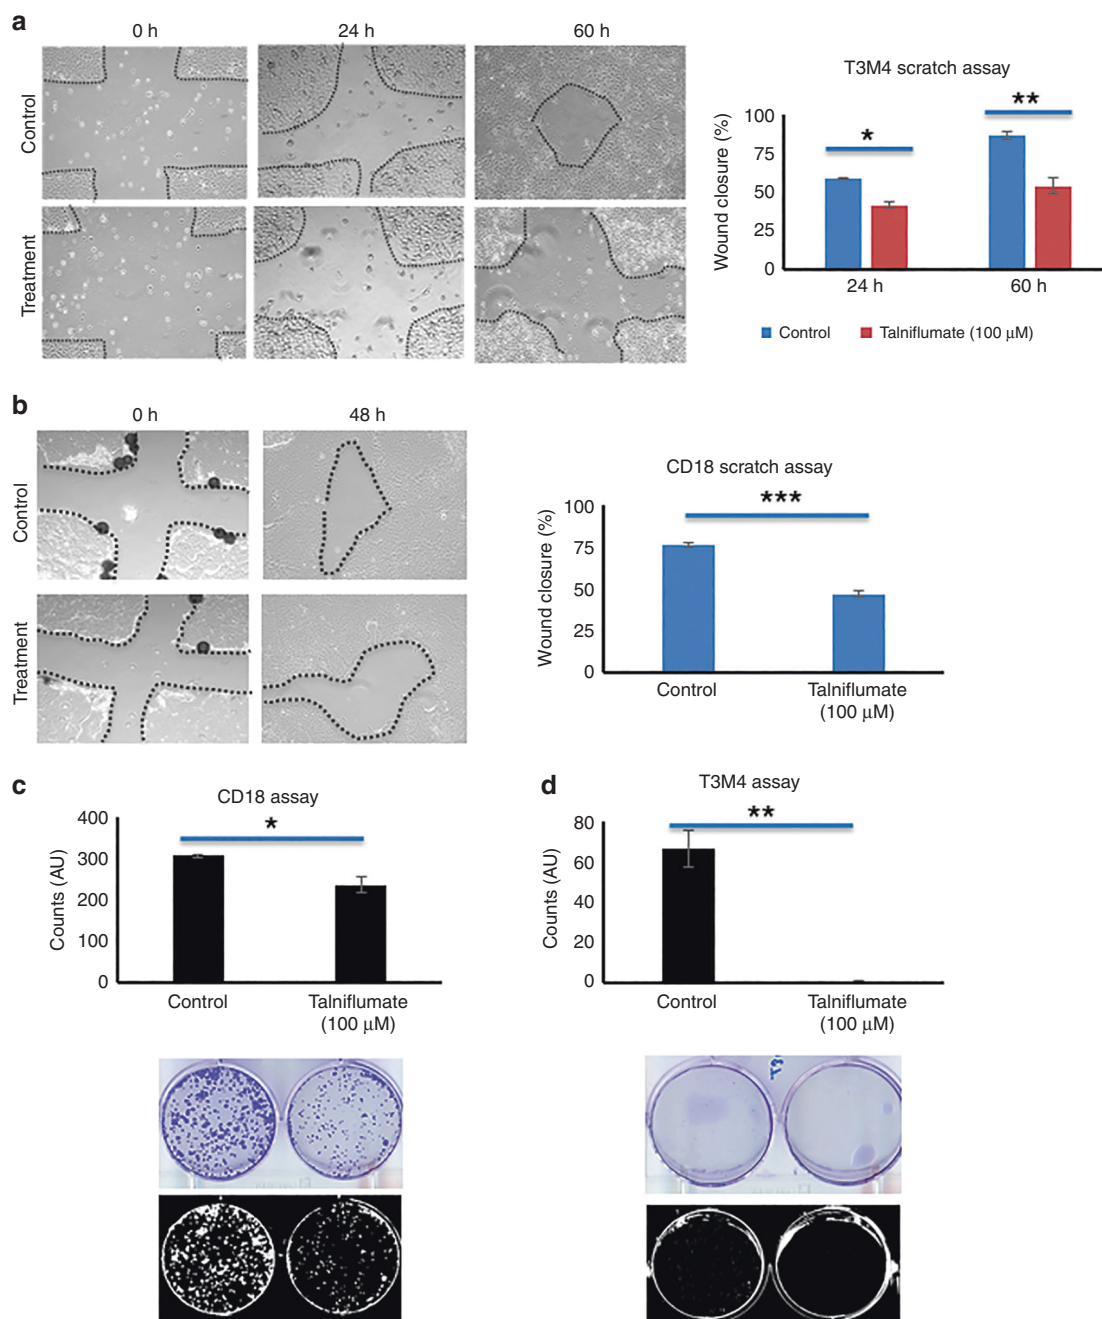 a
0 h
24 h
60 h
Control
Treatment
T3M4 scratch assay
Wound closure (%)
100
75
50
25
0
*
**
24 h
60 h
Control
Talniflumate (100 μM)
b
0 h
48 h
Control
Treatment
CD18 scratch assay
Wound closure (%)
100
75
50
25
0
***
Control
Talniflumate
(100 μM)
c
CD18 assay
Counts (AU)
400
300
200
100
0
*
Control
Talniflumate
(100 μM)
d
T3M4 assay
Counts (AU)
80
60
40
20
0
**
Control
Talniflumate
(100 μM)